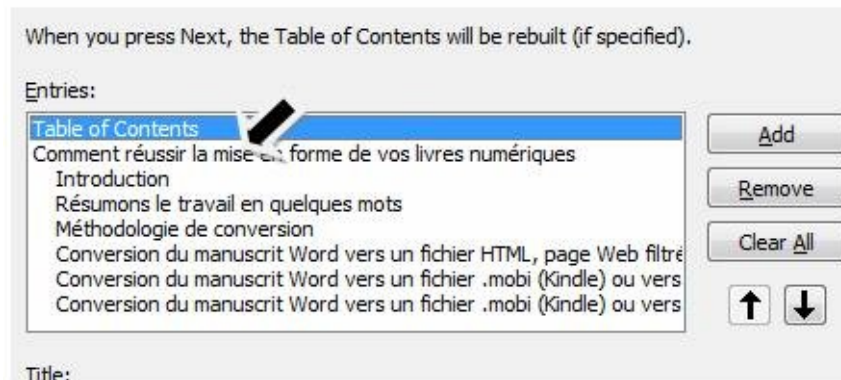 When you press Next, the Table of Contents will be rebuilt (if specified).
Entries:
Table of Contents
Add
Comment réussir la mise en forme de vos livres numériques
Introduction
Remove
Résumons le travail en quelques mots
Méthodologie de conversion
Clear All
Conversion du manuscrit Word vers un fichier HTML, page Web filtré
Conversion du manuscrit Word vers un fichier .mobi (Kindle) ou vers
Conversion du manuscrit Word vers un fichier .mobi (Kindle) ou vers
Title: